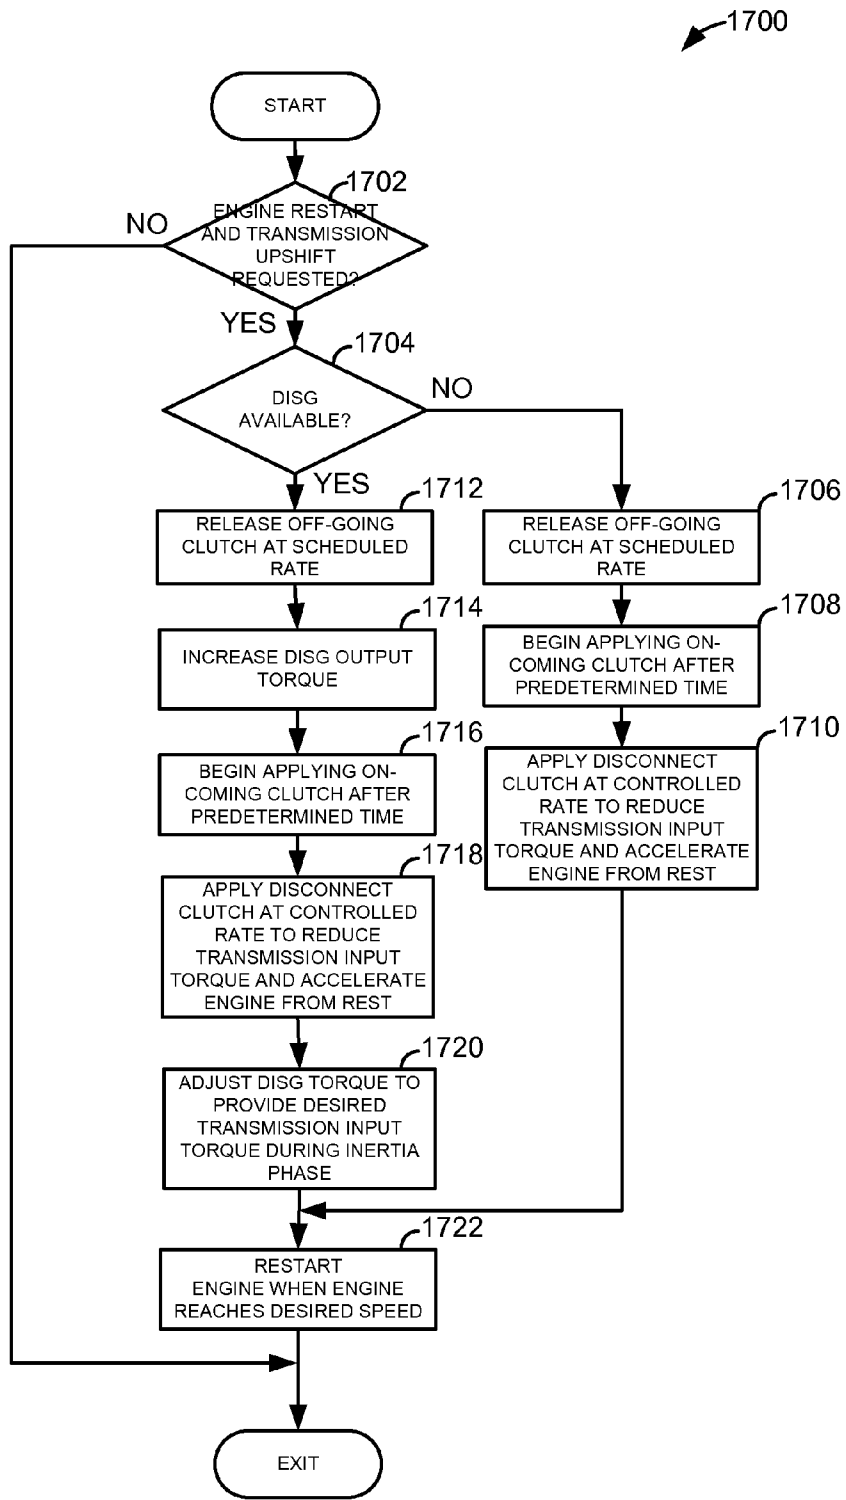 1700
START
1702
NO
ENGINE RESTART
AND TRANSMISSION
UPSHIFT
REQUESTED?
YES
1704
DISG
AVAILABLE?
NO
YES
1712
RELEASE OFF-GOING
CLUTCH AT SCHEDULED
RATE
1706
RELEASE OFF-GOING
CLUTCH AT SCHEDULED
RATE
1714
INCREASE DISG OUTPUT
TORQUE
1708
BEGIN APPLYING ON-
COMING CLUTCH AFTER
PREDETERMINED TIME
1716
BEGIN APPLYING ON-
COMING CLUTCH AFTER
PREDETERMINED TIME
1710
APPLY DISCONNECT
CLUTCH AT CONTROLLED
RATE TO REDUCE
TRANSMISSION INPUT
TORQUE AND ACCELERATE
ENGINE FROM REST
1718
APPLY DISCONNECT
CLUTCH AT CONTROLLED
RATE TO REDUCE
TRANSMISSION INPUT
TORQUE AND ACCELERATE
ENGINE FROM REST
1720
ADJUST DISG TORQUE TO
PROVIDE DESIRED
TRANSMISSION INPUT
TORQUE DURING INERTIA
PHASE
1722
RESTART
ENGINE WHEN ENGINE
REACHES DESIRED SPEED
EXIT